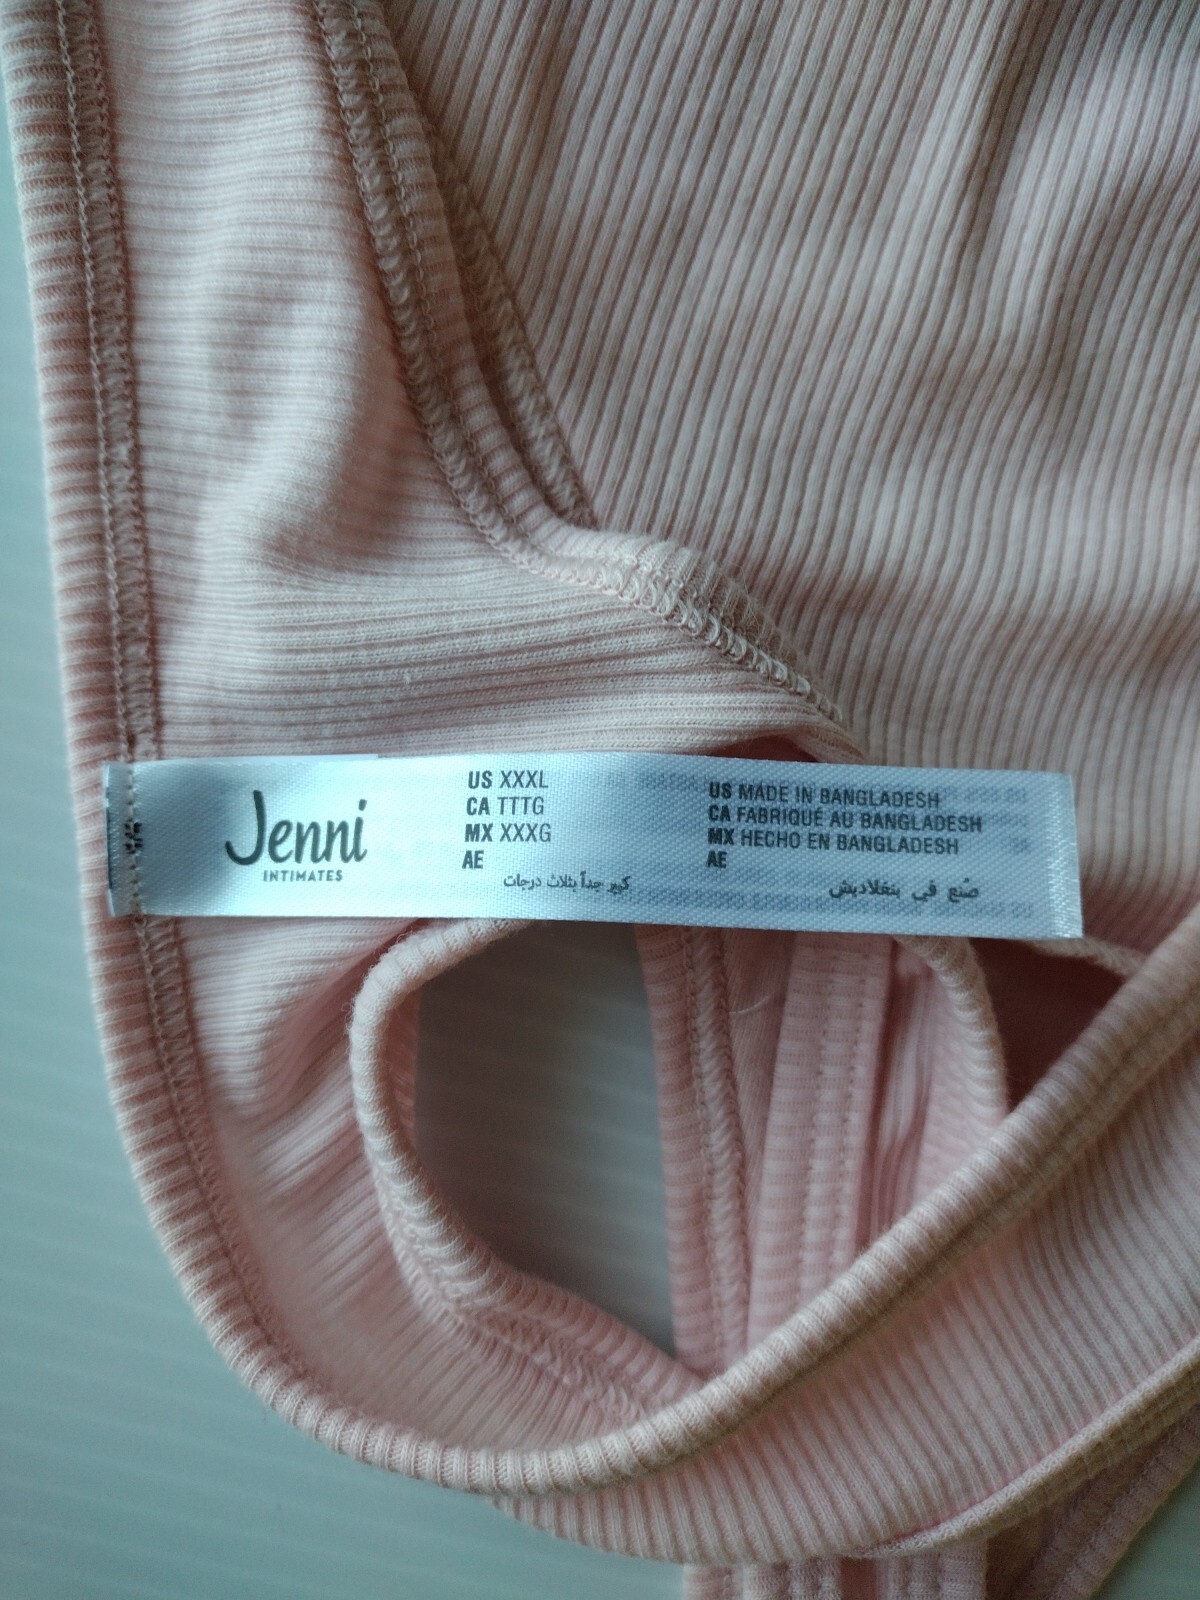 Jenni
INTIMATES
US XXXL
CA TTTG
MX XXXG
AE
كبير جداً بثلاث درجات
US MADE IN BANGLADESH
CA FABRIQUÉ AU BANGLADESH
MX HECHO EN BANGLADESH
AE
صُنع في بنغلاديش